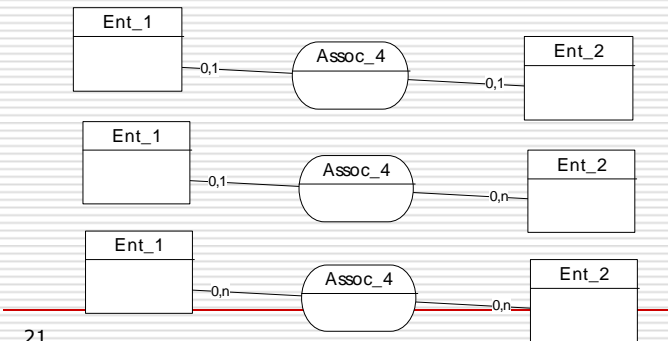 Ent_1
Assoc_4
Ent_2
0,1
0,1
Ent_1
Assoc_4
Ent_2
0,1
0,n
Ent_1
Assoc_4
Ent_2
0,n
0,n
21